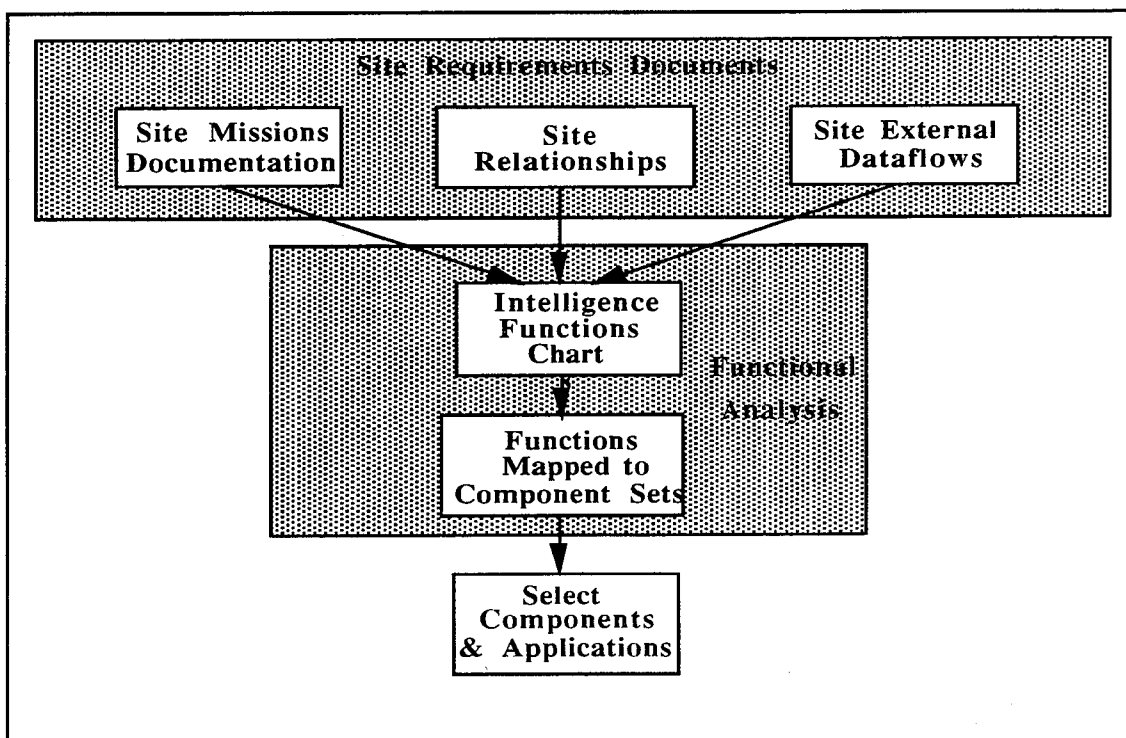 Site Requirements Documents
Site Missions
Documentation
Site
Relationships
Site External
Dataflows
Intelligence
Functions
Chart
Functional
Analysis
Functions
Mapped to
Component Sets
Select
Components
& Applications